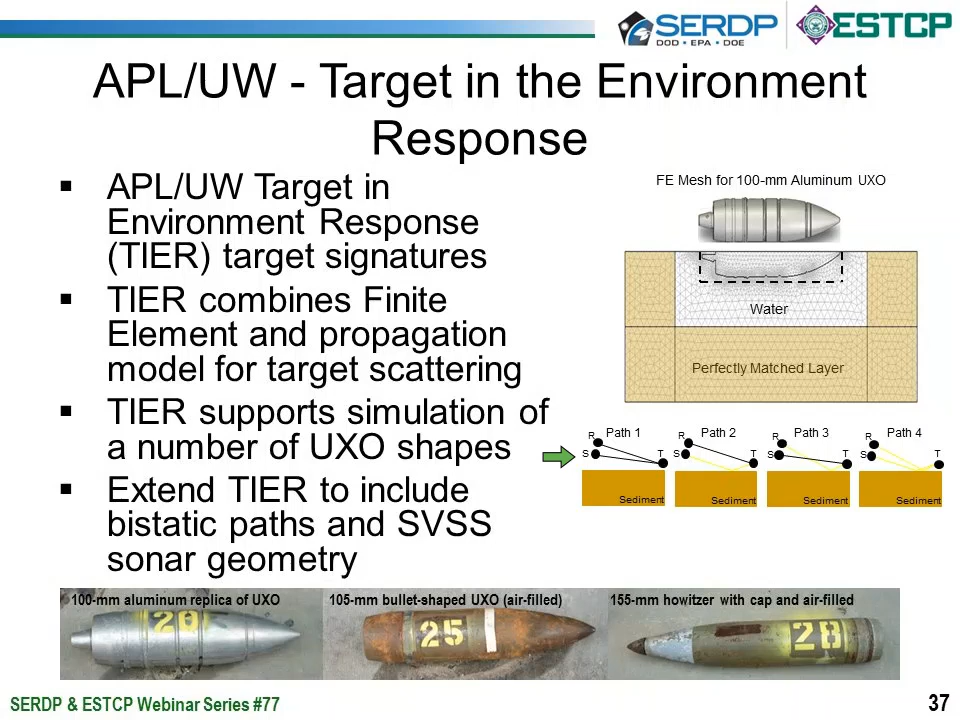 SERDP
DOD • EPA • DOE
ESTCP
APL/UW - Target in the Environment
Response
▪ APL/UW Target in
Environment Response
(TIER) target signatures
▪ TIER combines Finite
Element and propagation
model for target scattering
▪ TIER supports simulation of
a number of UXO shapes
▪ Extend TIER to include
bistatic paths and SVSS
sonar geometry
FE Mesh for 100-mm Aluminum UXO
Water
Perfectly Matched Layer
R Path 1
S T
Sediment
R Path 2
S T
Sediment
R Path 3
S T
Sediment
R Path 4
S T
Sediment
100-mm aluminum replica of UXO
20
105-mm bullet-shaped UXO (air-filled)
25
155-mm howitzer with cap and air-filled
28
SERDP & ESTCP Webinar Series #77
37